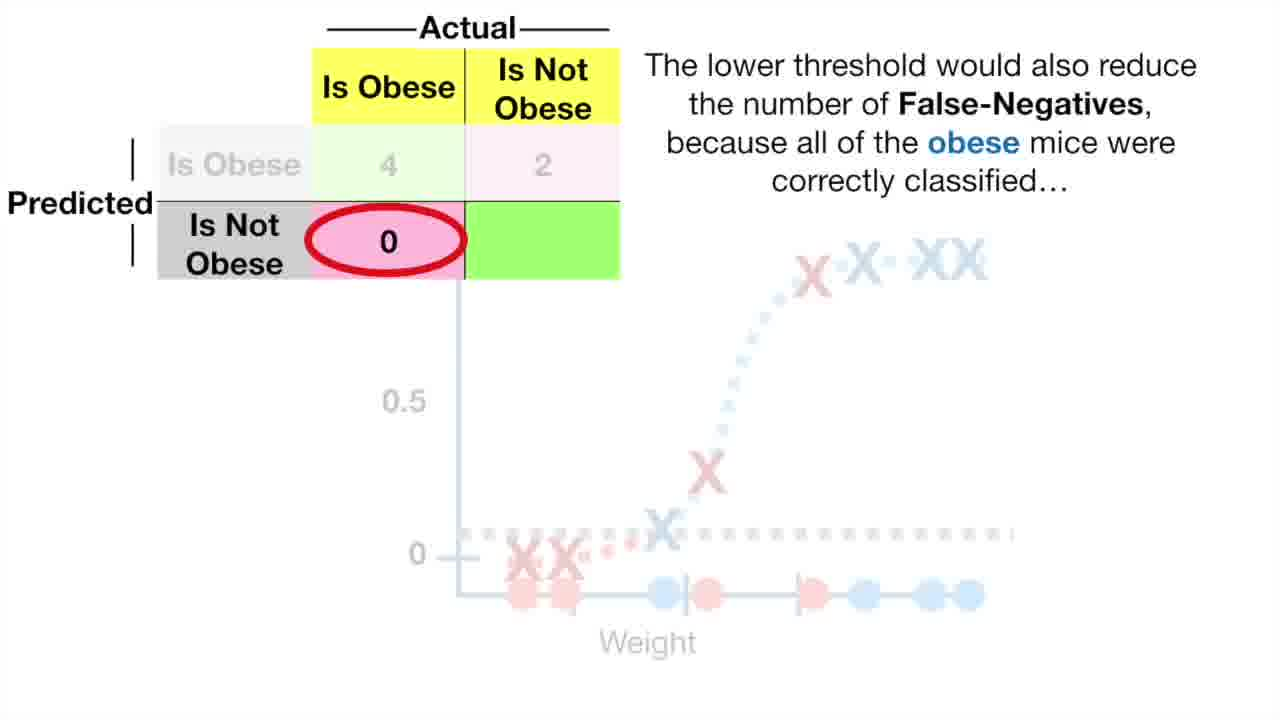 Actual
Is Obese
Is Not
Obese
Is Obese
4
2
Predicted
Is Not
Obese
0
The lower threshold would also reduce
the number of False-Negatives,
because all of the obese mice were
correctly classified…
X X XX
0.5
X
X
0
XX
Weight